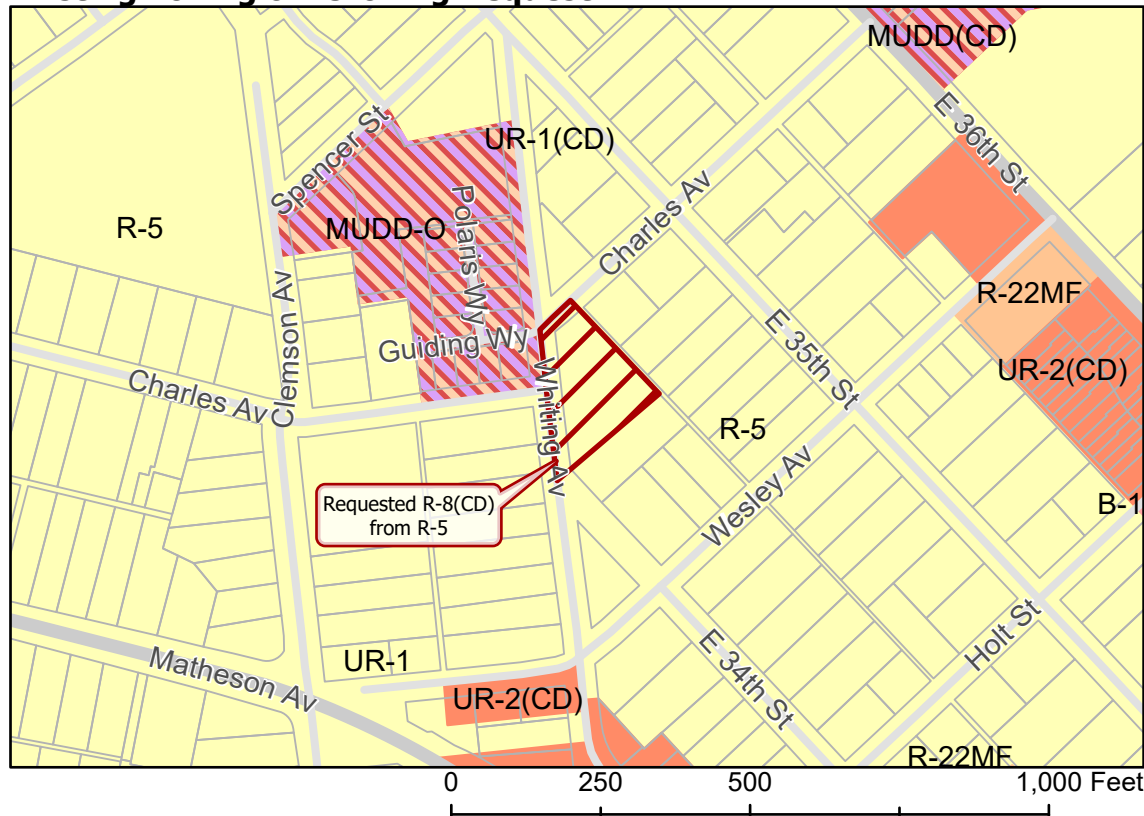 MUDD(CD)
E 36th St
UR-1(CD)
Spencer St
Polaris Wy
Charles Av
R-5
MUDD-O
Clemson Av
R-22MF
Guiding Wy
E 35th St
Whiting Av
UR-2(CD)
Charles Av
R-5
Wesley Av
Requested R-8(CD)
from R-5
B-1
Holt St
E 34th St
Matheson Av
UR-1
UR-2(CD)
R-22MF
0 250 500 1,000 Feet